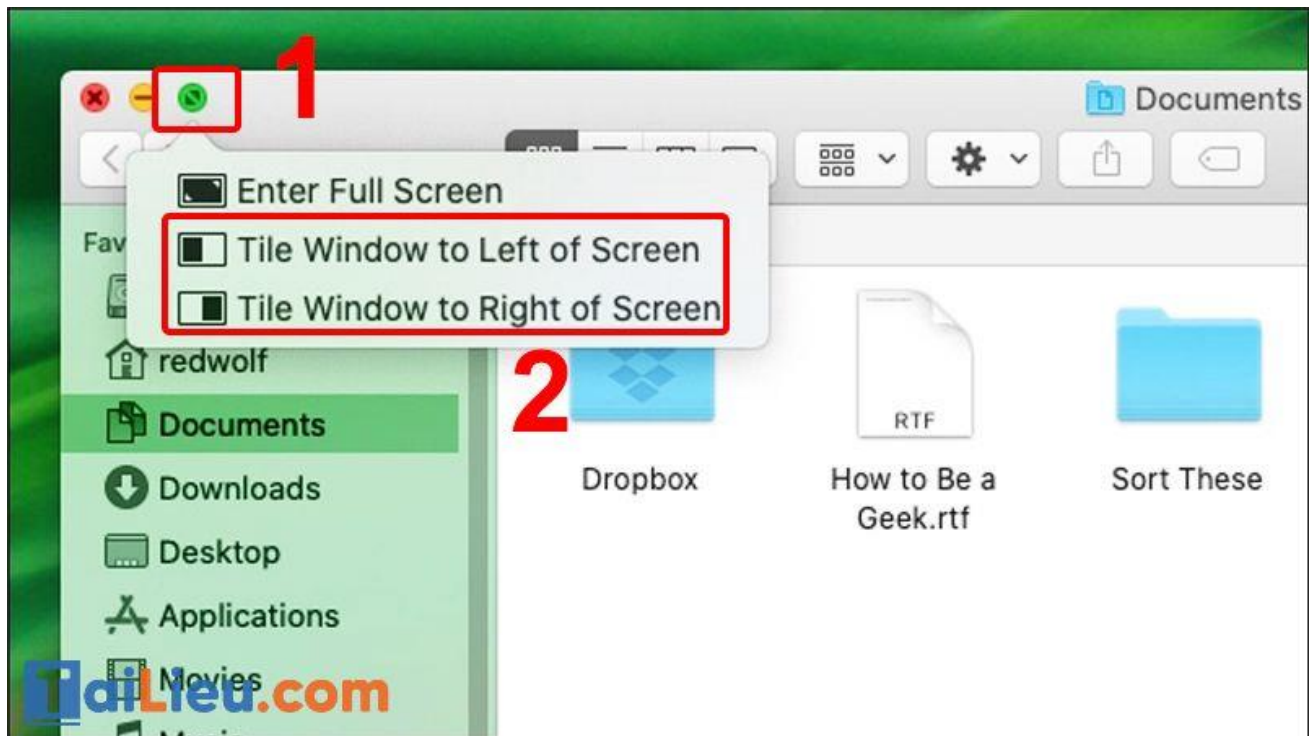 1
Documents
Enter Full Screen
Fav
Tile Window to Left of Screen
Tile Window to Right of Screen
redwolf
2
Documents
RTF
Downloads
Dropbox
How to Be a
Geek.rtf
Sort These
Desktop
Applications
Movies
TaiLieu.com